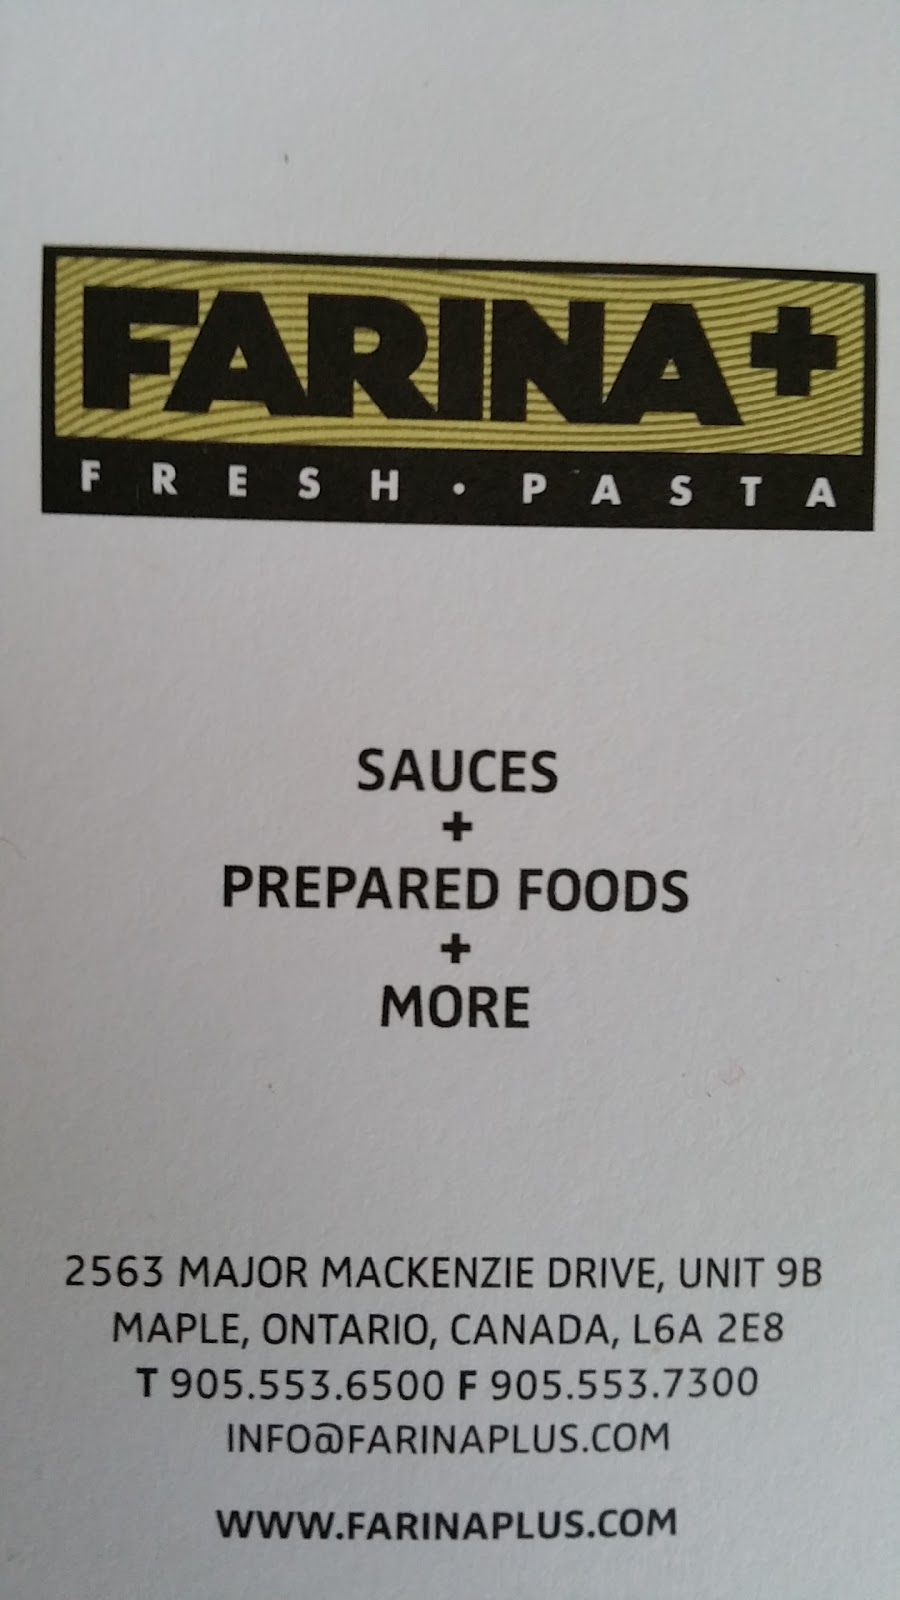 FARINA+
FRESH · PASTA
SAUCES
+
PREPARED FOODS
+
MORE
2563 MAJOR MACKENZIE DRIVE, UNIT 9B
MAPLE, ONTARIO, CANADA, L6A 2E8
T 905.553.6500 F 905.553.7300
INFO@FARINAPLUS.COM
WWW.FARINAPLUS.COM